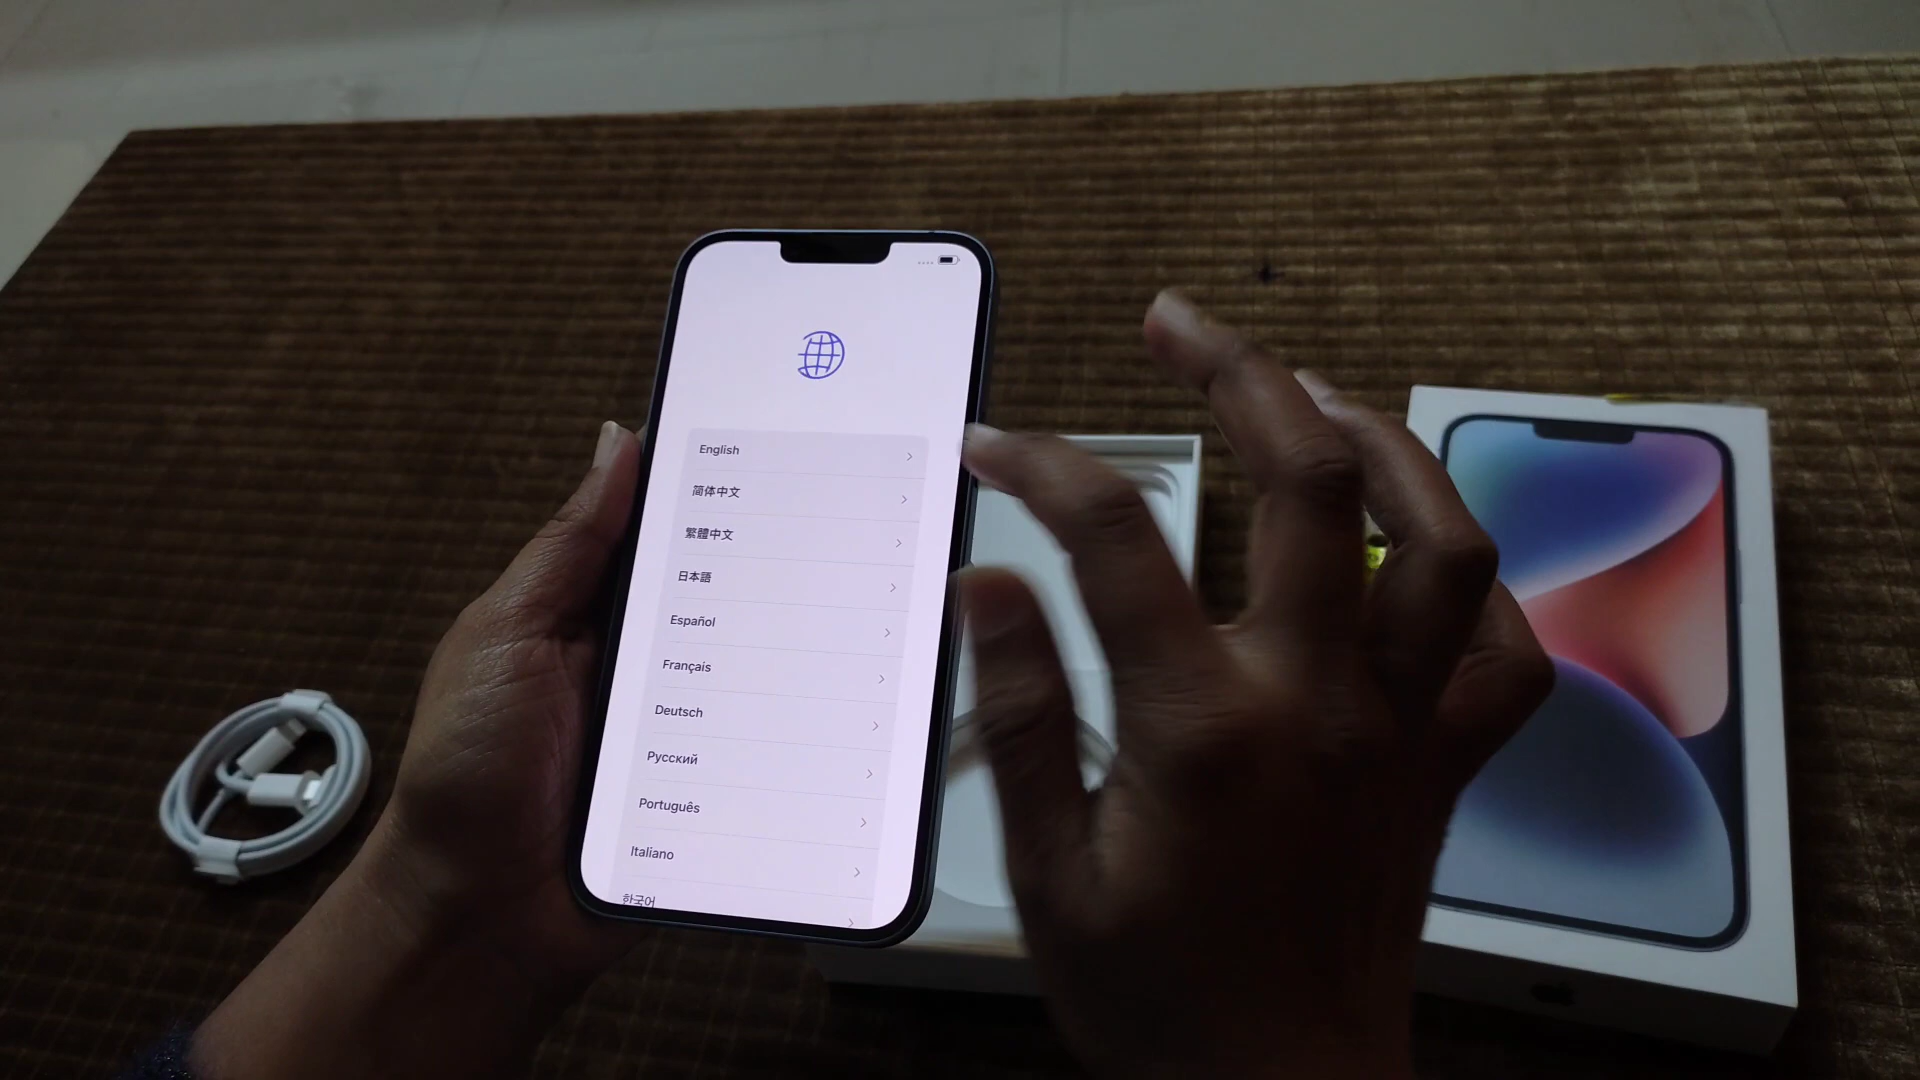 English
简体中文
繁體中文
日本語
Español
Français
Deutsch
Русский
Português
Italiano
한국어